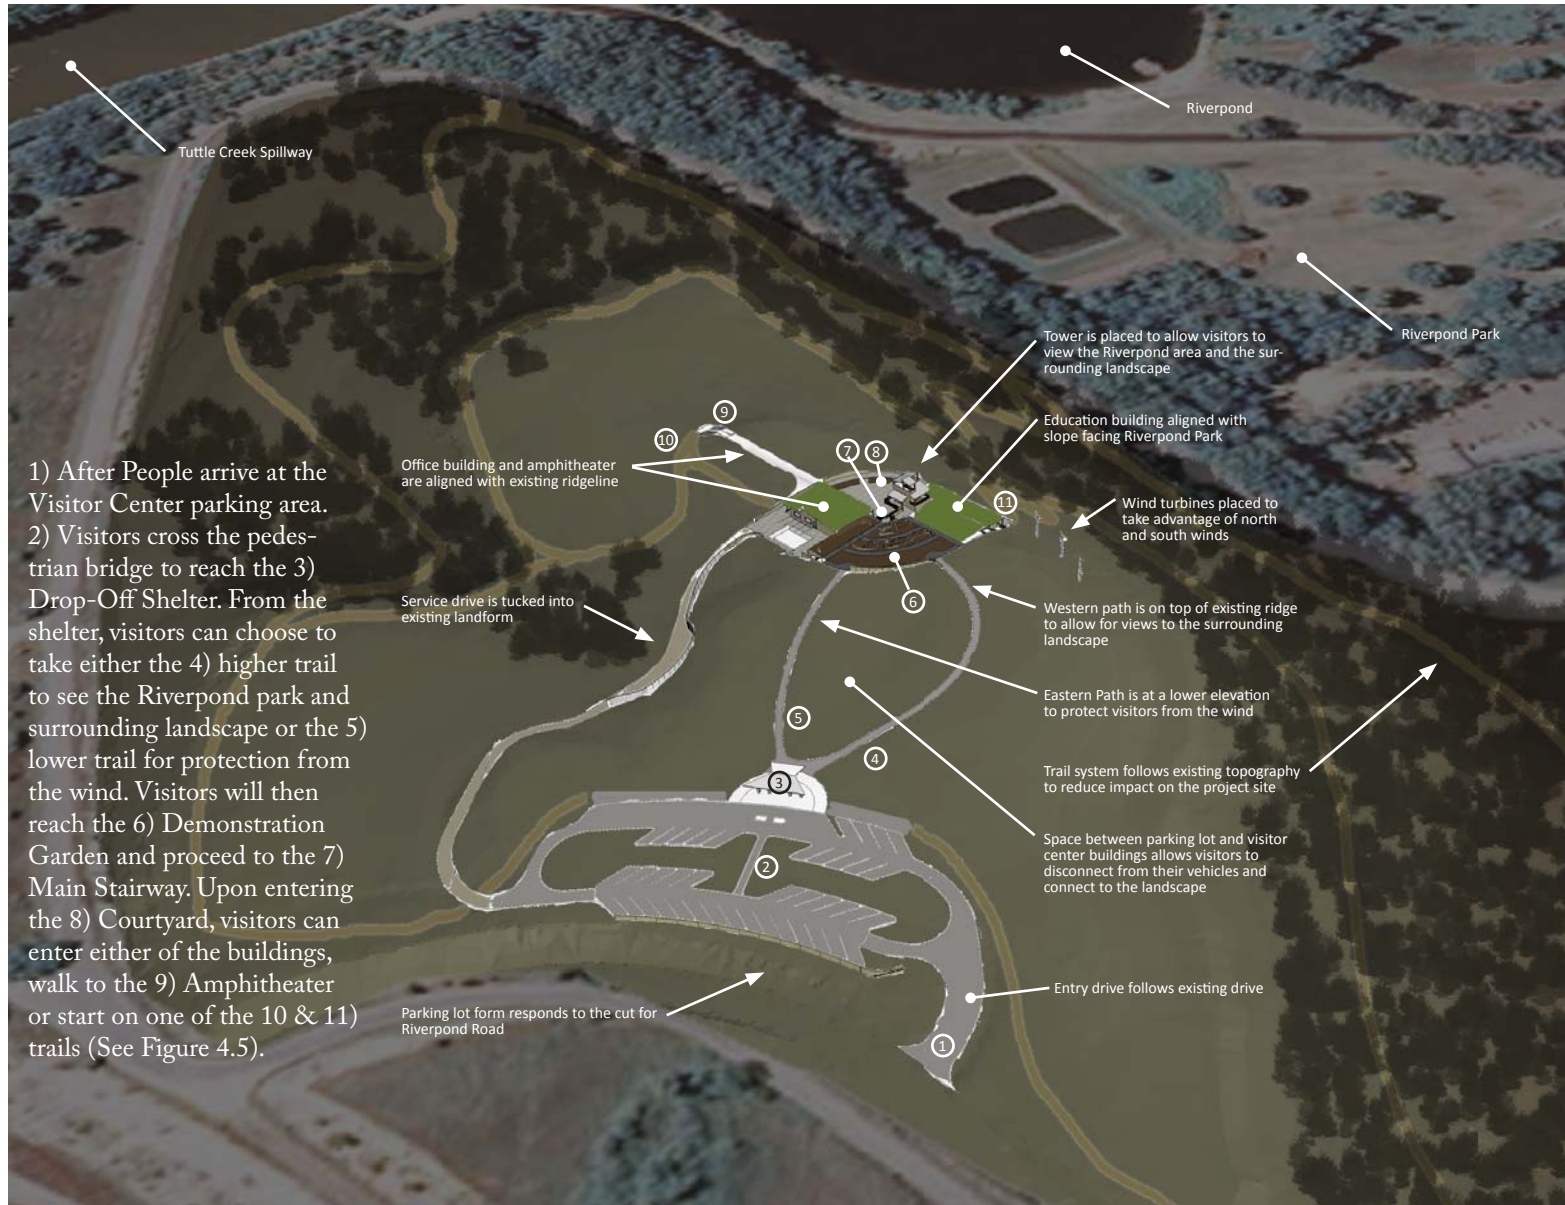 Riverpond
Tuttle Creek Spillway
Riverpond Park
Tower is placed to allow visitors to
view the Riverpond area and the sur-
rounding landscape
Education building aligned with
slope facing Riverpond Park
9
10
7
8
11
Office building and amphitheater
are aligned with existing ridgeline
Wind turbines placed to
take advantage of north
and south winds
1) After People arrive at the
Visitor Center parking area.
2) Visitors cross the pedes-
trian bridge to reach the 3)
Drop-Off Shelter. From the
shelter, visitors can choose to
take either the 4) higher trail
to see the Riverpond park and
surrounding landscape or the 5)
lower trail for protection from
the wind. Visitors will then
reach the 6) Demonstration
Garden and proceed to the 7)
Main Stairway. Upon entering
the 8) Courtyard, visitors can
enter either of the buildings,
walk to the 9) Amphitheater
or start on one of the 10 & 11)
trails (See Figure 4.5).
Service drive is tucked into
existing landform
6
Western path is on top of existing ridge
to allow for views to the surrounding
landscape
Eastern Path is at a lower elevation
to protect visitors from the wind
5
4
3
Trail system follows existing topography
to reduce impact on the project site
2
Space between parking lot and visitor
center buildings allows visitors to
disconnect from their vehicles and
connect to the landscape
Entry drive follows existing drive
Parking lot form responds to the cut for
Riverpond Road
1